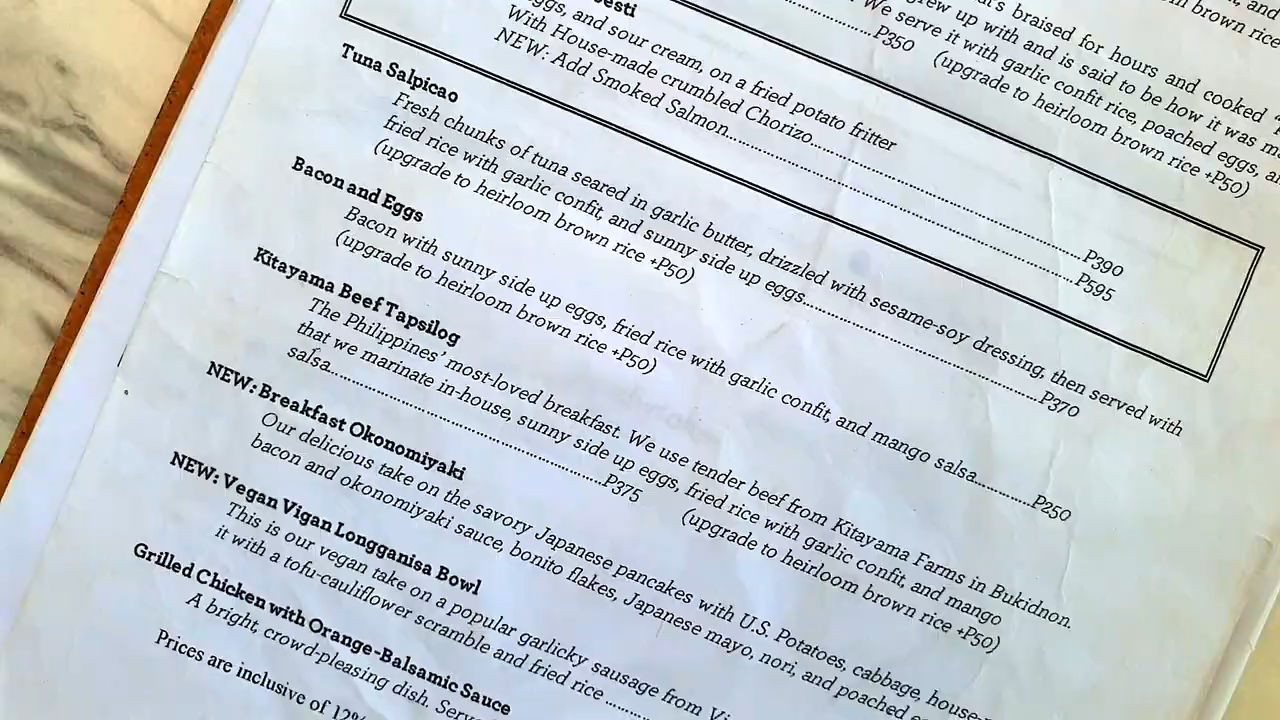 at's braised for hours and cooked
rew up with and is said to be how it was
We serve it with garlic confit rice, poached eggs,
P350 (upgrade to heirloom brown rice +P50)
brown rice
eggs, and sour cream, on a fried potato fritter
With House-made crumbled Chorizo P390
NEW: Add Smoked Salmon P595
Tuna Salpicao
Fresh chunks of tuna seared in garlic butter, drizzled with sesame-soy dressing, then served with
fried rice with garlic confit, and sunny side up eggs P370
(upgrade to heirloom brown rice +P50)
Bacon and Eggs
Bacon with sunny side up eggs, fried rice with garlic confit, and mango salsa P250
(upgrade to heirloom brown rice +P50)
Kitayama Beef Tapsilog
The Philippines' most-loved breakfast. We use tender beef from Kitayama Farms in Bukidnon.
that we marinate in-house, sunny side up eggs, fried rice with garlic confit, and mango
salsa P375 (upgrade to heirloom brown rice +P50)
NEW: Breakfast Okonomiyaki
Our delicious take on the savory Japanese pancakes with U.S. Potatoes, cabbage, house-
bacon and okonomiyaki sauce, bonito flakes, Japanese mayo, nori, and poached
NEW: Vegan Vigan Longganisa Bowl
This is our vegan take on a popular garlicky sausage from
it with a tofu-cauliflower scramble and fried rice
Grilled Chicken with Orange-Balsamic Sauce
A bright, crowd-pleasing dish.
Prices are inclusive of 12%